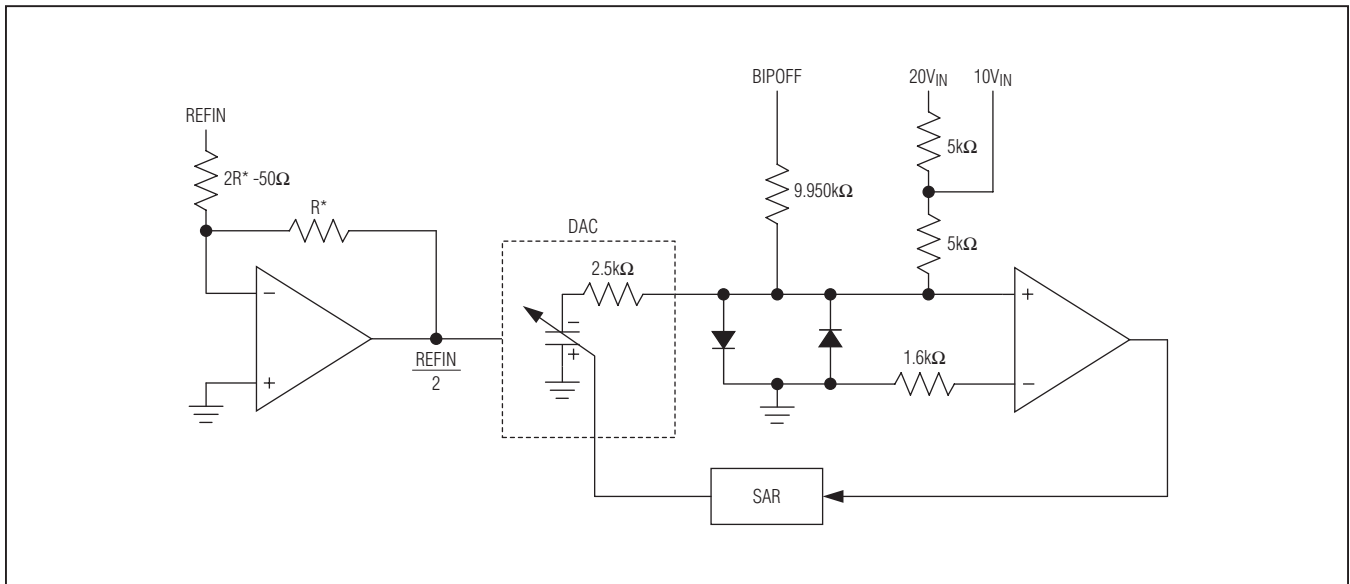 BIPOFF
20VIN 10VIN
REFIN
5kΩ
2R* -50Ω
9.950kΩ
R*
DAC
5kΩ
2.5kΩ
−
+
−
+
REFIN
2
+
1.6kΩ
−
SAR